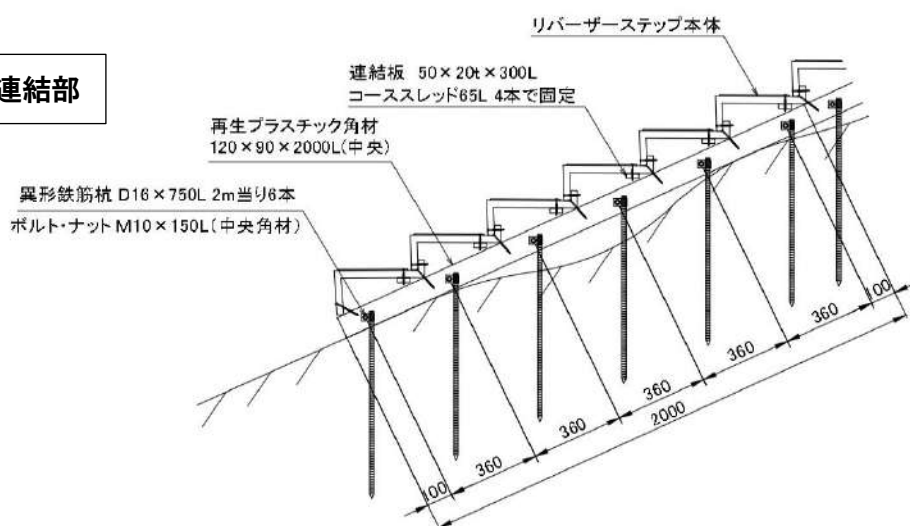 連結部
リバーザーステップ本体
連結板 50×20t×300L
コーススレッド65L 4本で固定
再生プラスチック角材
120×90×2000L(中央)
異形鉄筋杭 D16×750L 2m当り6本
ボルト・ナット M10×150L(中央角材)
100
360
360
360
360
360
100
2000